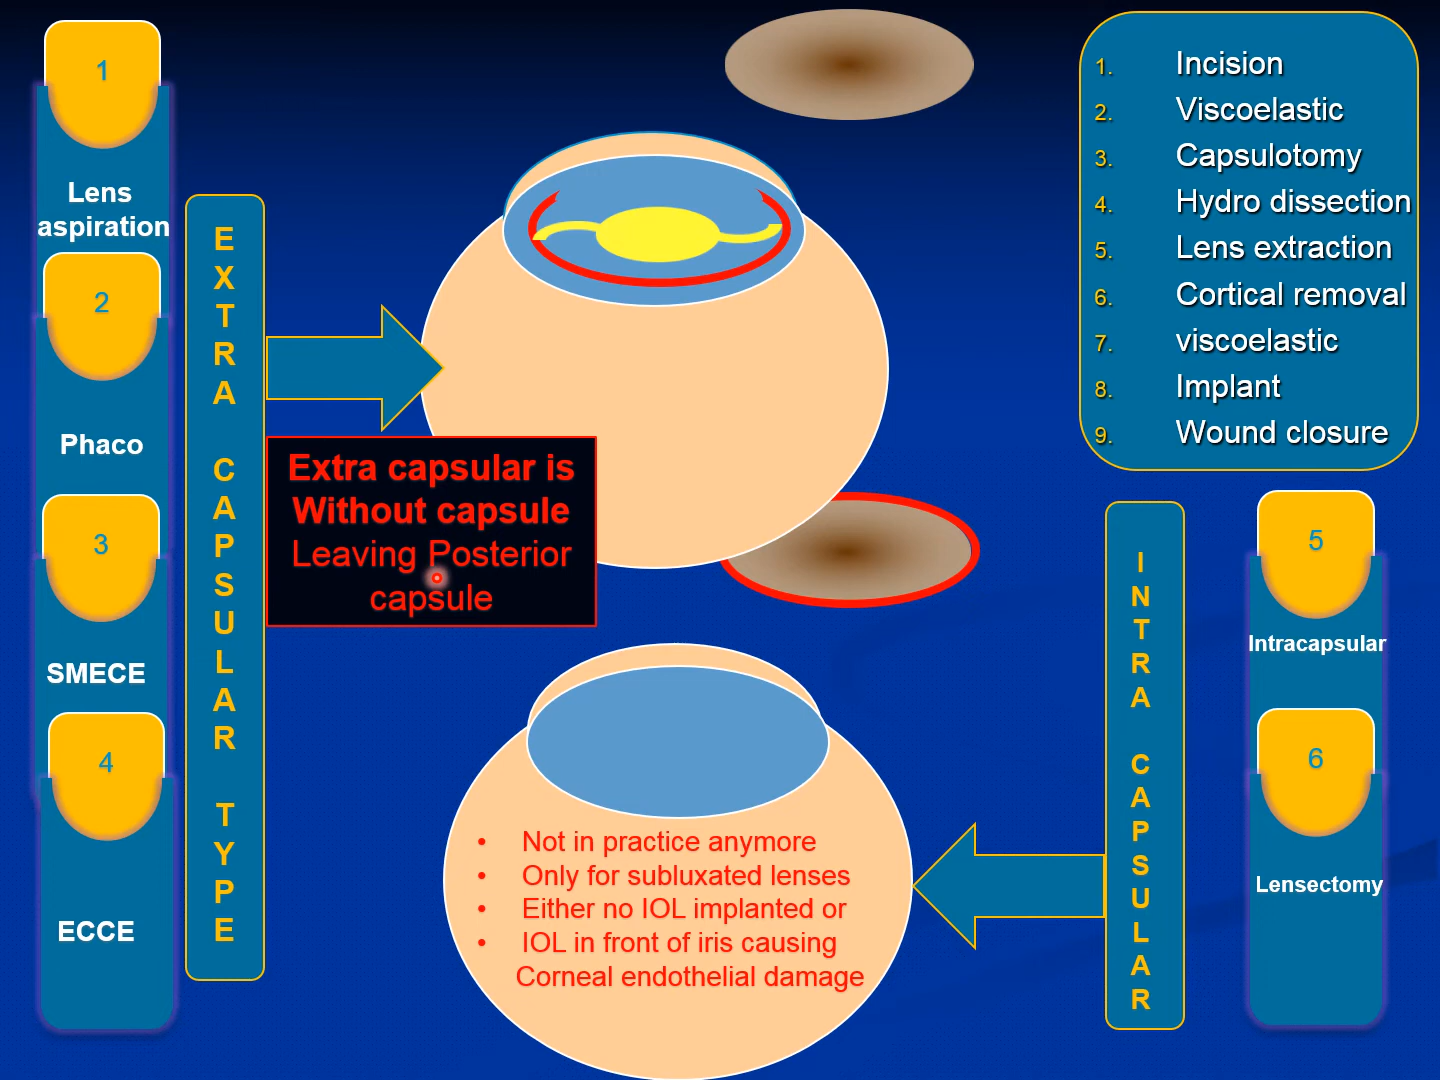 1
Lens
aspiration
2
Phaco
3
SMECE
4
ECCE
E
X
T
R
A
C
A
P
S
U
L
A
R
T
Y
P
E
Extra capsular is
Without capsule
Leaving Posterior
capsule
1. Incision
2. Viscoelastic
3. Capsulotomy
4. Hydro dissection
5. Lens extraction
6. Cortical removal
7. viscoelastic
8. Implant
9. Wound closure
• Not in practice anymore
• Only for subluxated lenses
• Either no IOL implanted or
• IOL in front of iris causing
Corneal endothelial damage
I
N
T
R
A
C
A
P
S
U
L
A
R
5
Intracapsular
6
Lensectomy